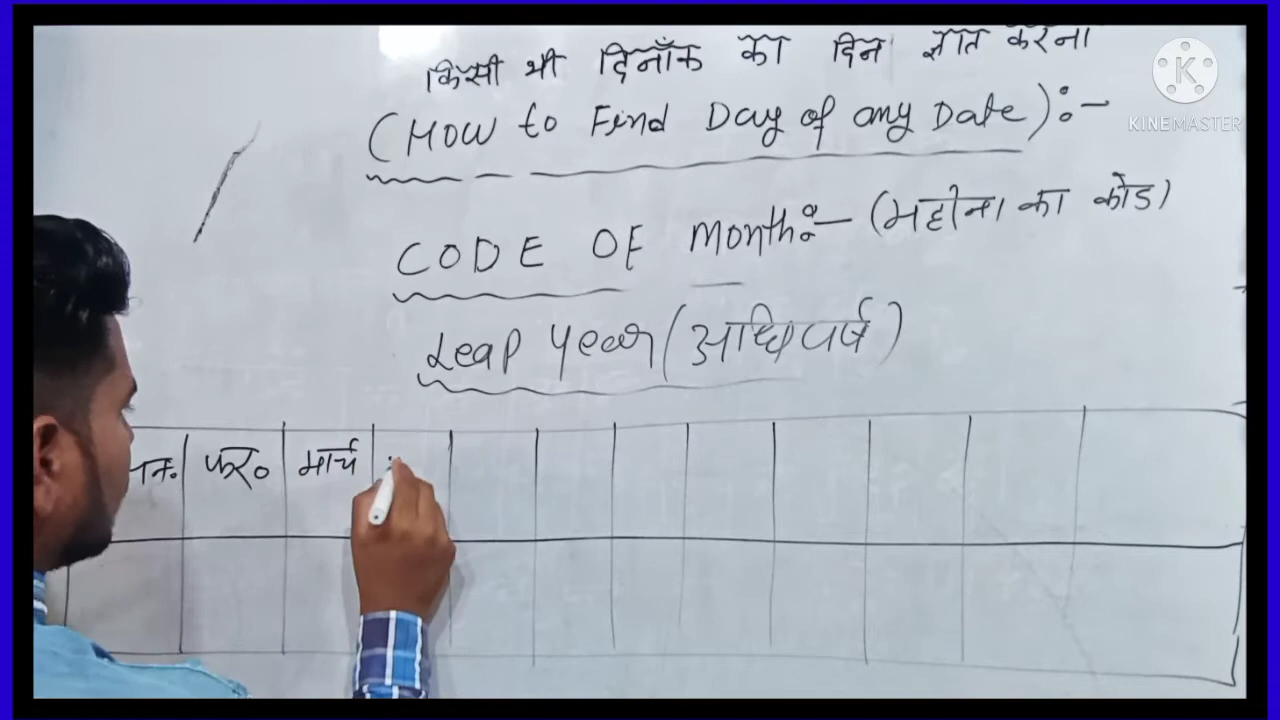 किसी भी दिनाँक का दिन ज्ञात करना
(HOW to Find Day of any Date):-
CODE OF Month:- (महीना का कोड)
Leap Year (अधिवर्ष)
फर० मार्च
KINEMASTER